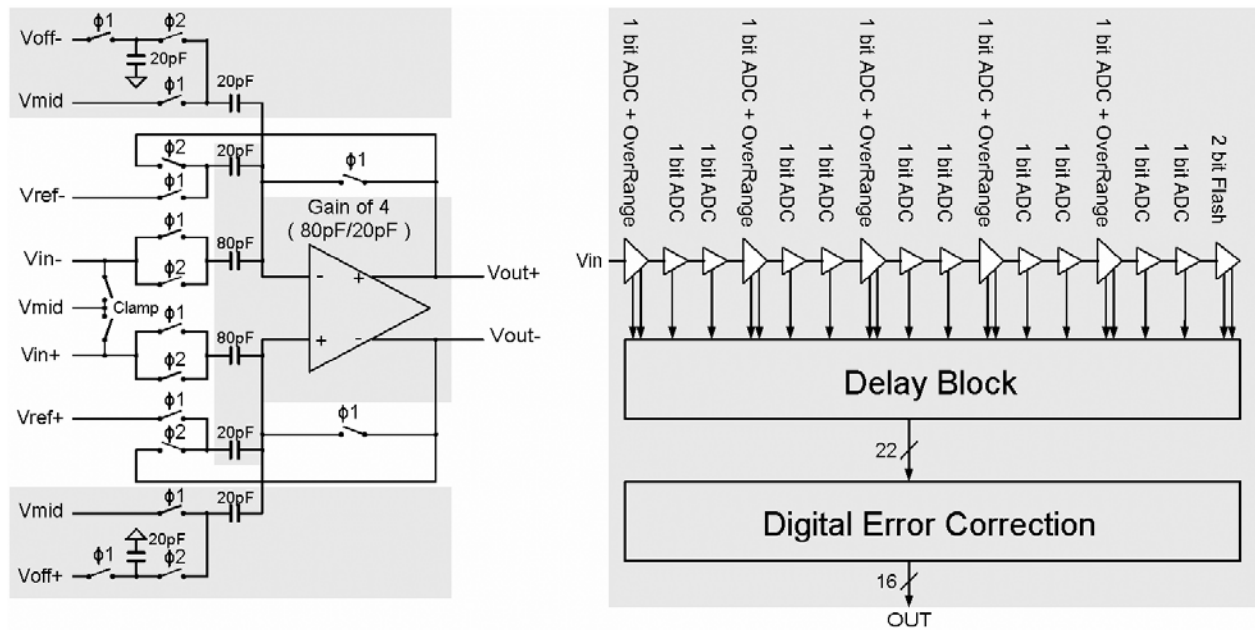 Voff-
ϕ1
ϕ2
20pF
20pF
Vmid
ϕ1
ϕ2
20pF
ϕ1
Vref-
ϕ1
Gain of 4
( 80pF/20pF )
ϕ1
Vin-
80pF
ϕ2
- +
Vout+
Vmid
Clamp
ϕ1
80pF
+ -
Vout-
Vin+
ϕ2
ϕ1
Vref+
ϕ1
ϕ2
20pF
Vmid
ϕ1
20pF
20pF
ϕ1
ϕ2
Voff+
1 bit ADC + OverRange
1 bit ADC
1 bit ADC
1 bit ADC + OverRange
1 bit ADC
1 bit ADC
1 bit ADC + OverRange
1 bit ADC
1 bit ADC
1 bit ADC + OverRange
1 bit ADC
1 bit ADC
1 bit ADC + OverRange
1 bit ADC
1 bit ADC
2 bit Flash
Vin
Delay Block
22
Digital Error Correction
16
OUT